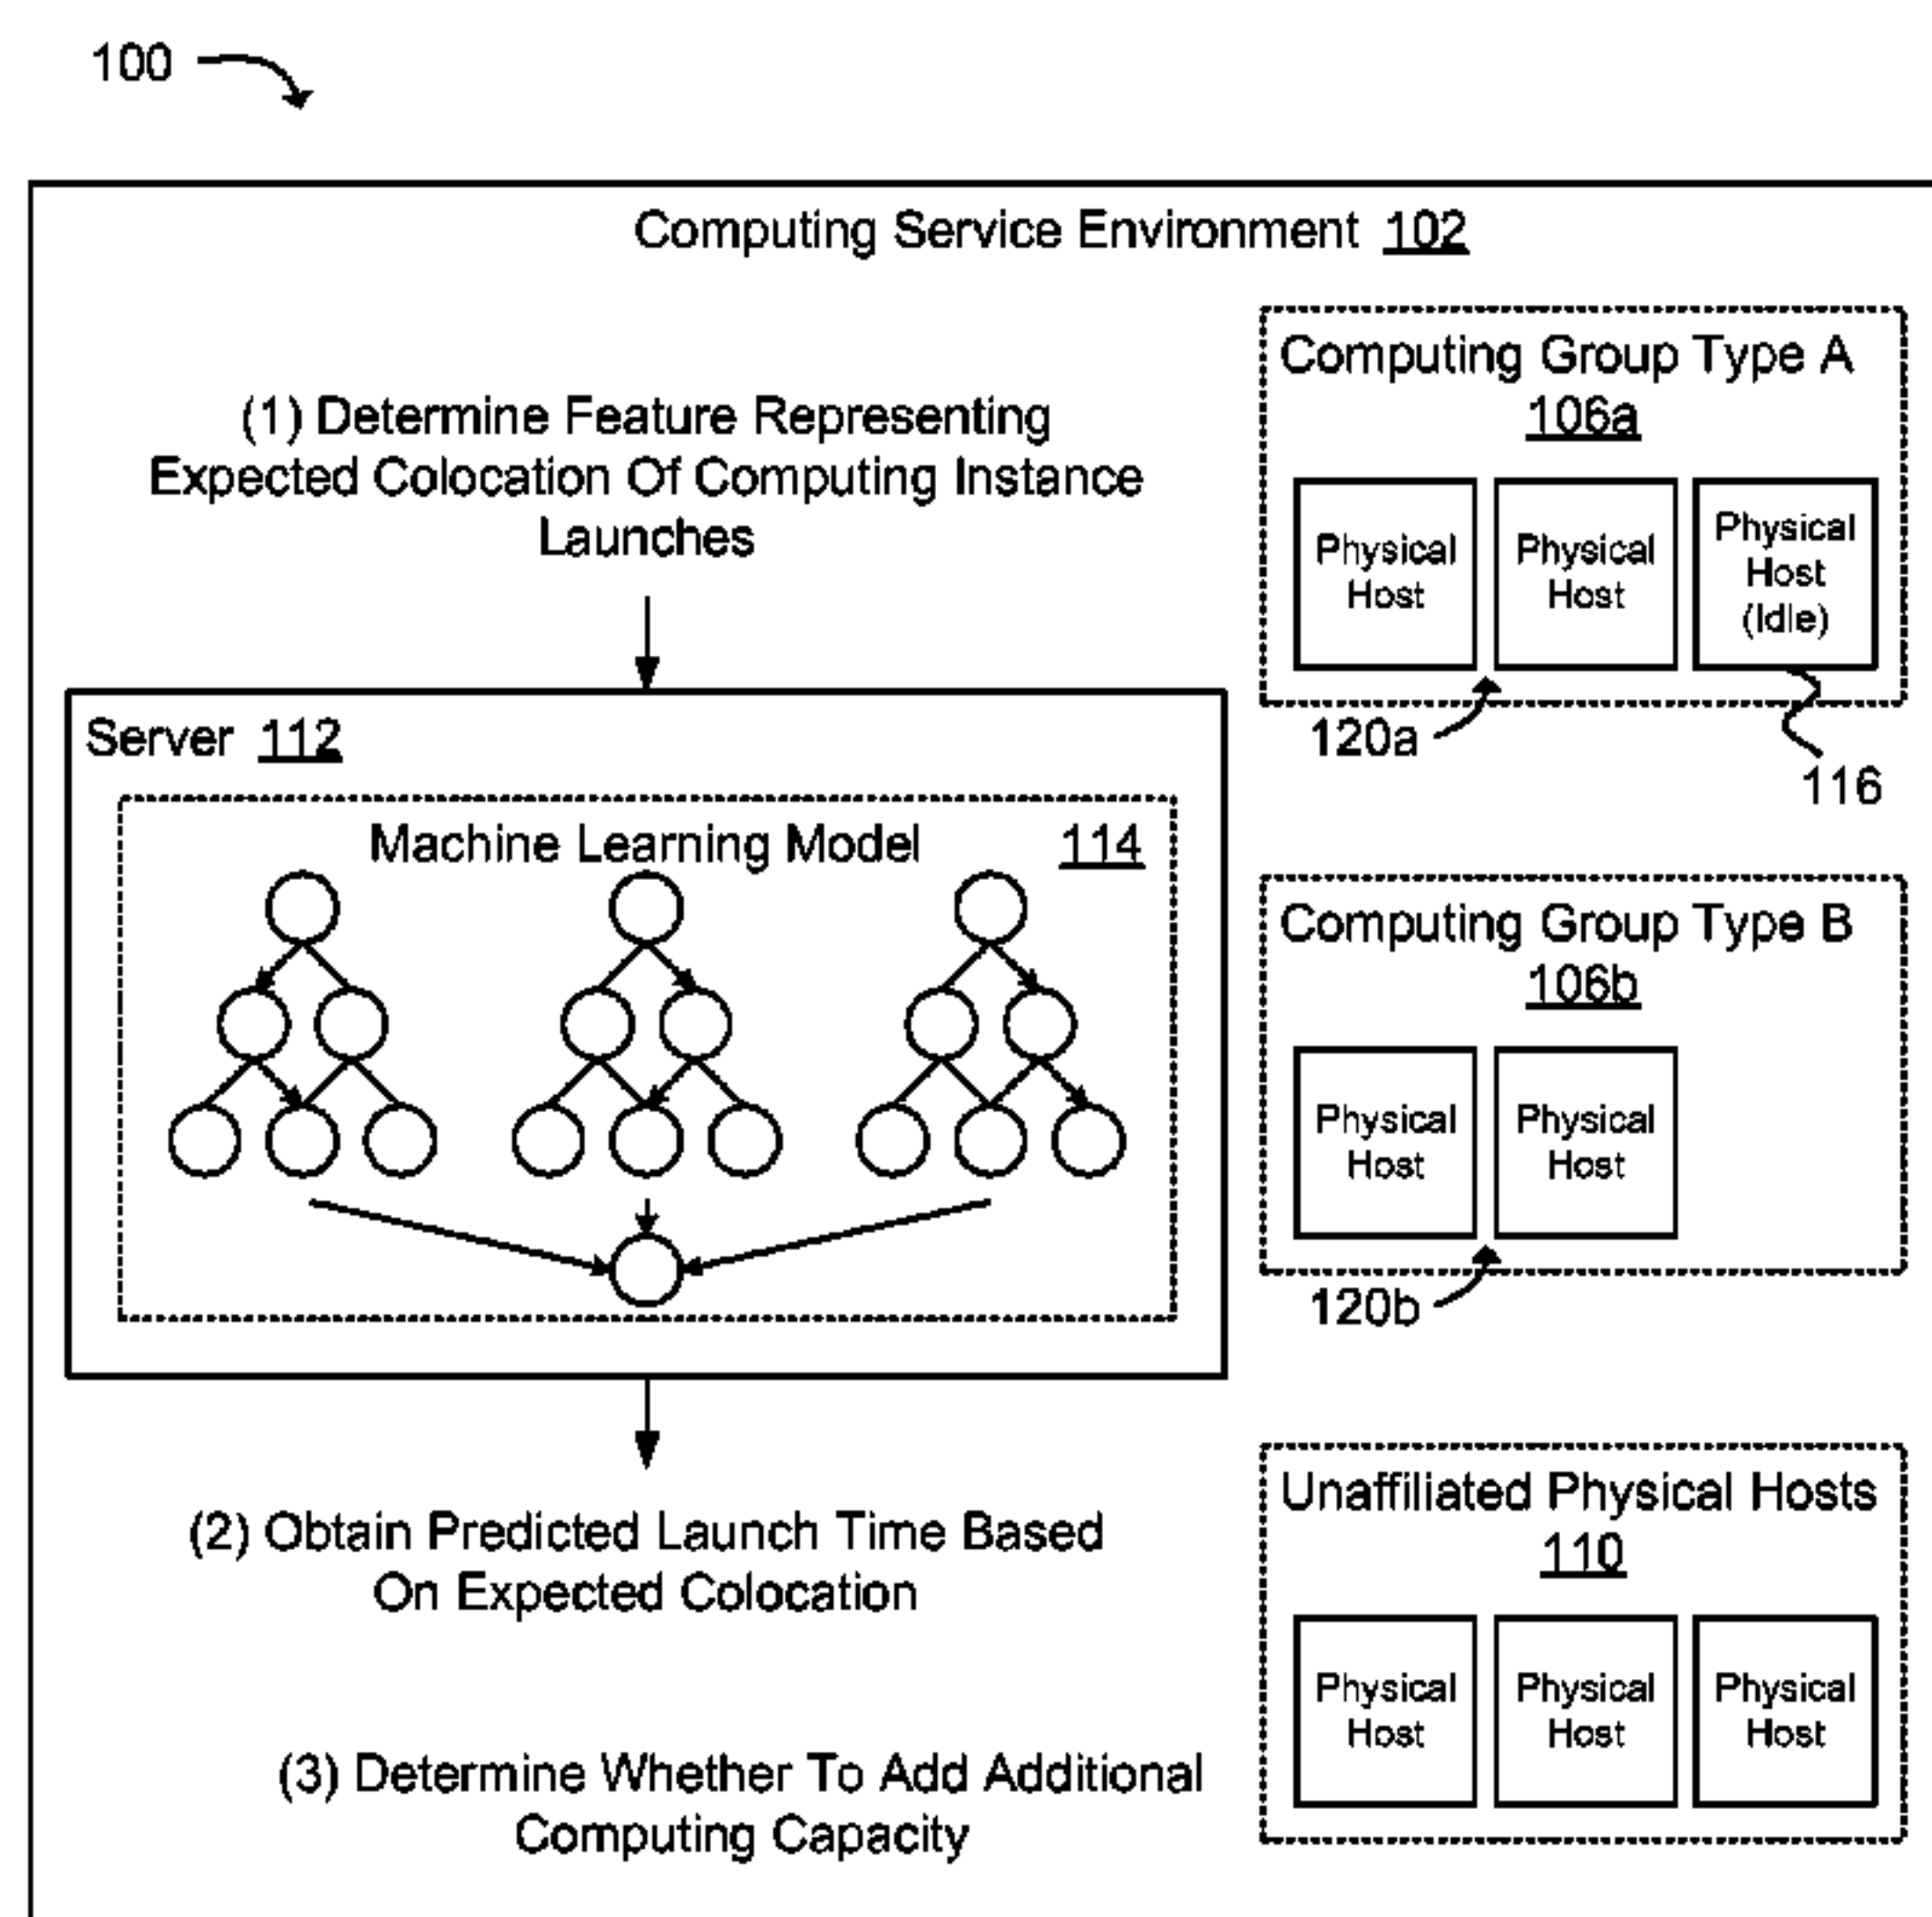 100
Computing Service Environment 102
(1) Determine Feature Representing
Expected Colocation Of Computing Instance
Launches
Server 112
Machine Learning Model 114
(2) Obtain Predicted Launch Time Based
On Expected Colocation
(3) Determine Whether To Add Additional
Computing Capacity
Computing Group Type A
106a
Physical
Host
Physical
Host
Physical
Host
(Idle)
120a
116
Computing Group Type B
106b
Physical
Host
Physical
Host
120b
Unaffiliated Physical Hosts
110
Physical
Host
Physical
Host
Physical
Host